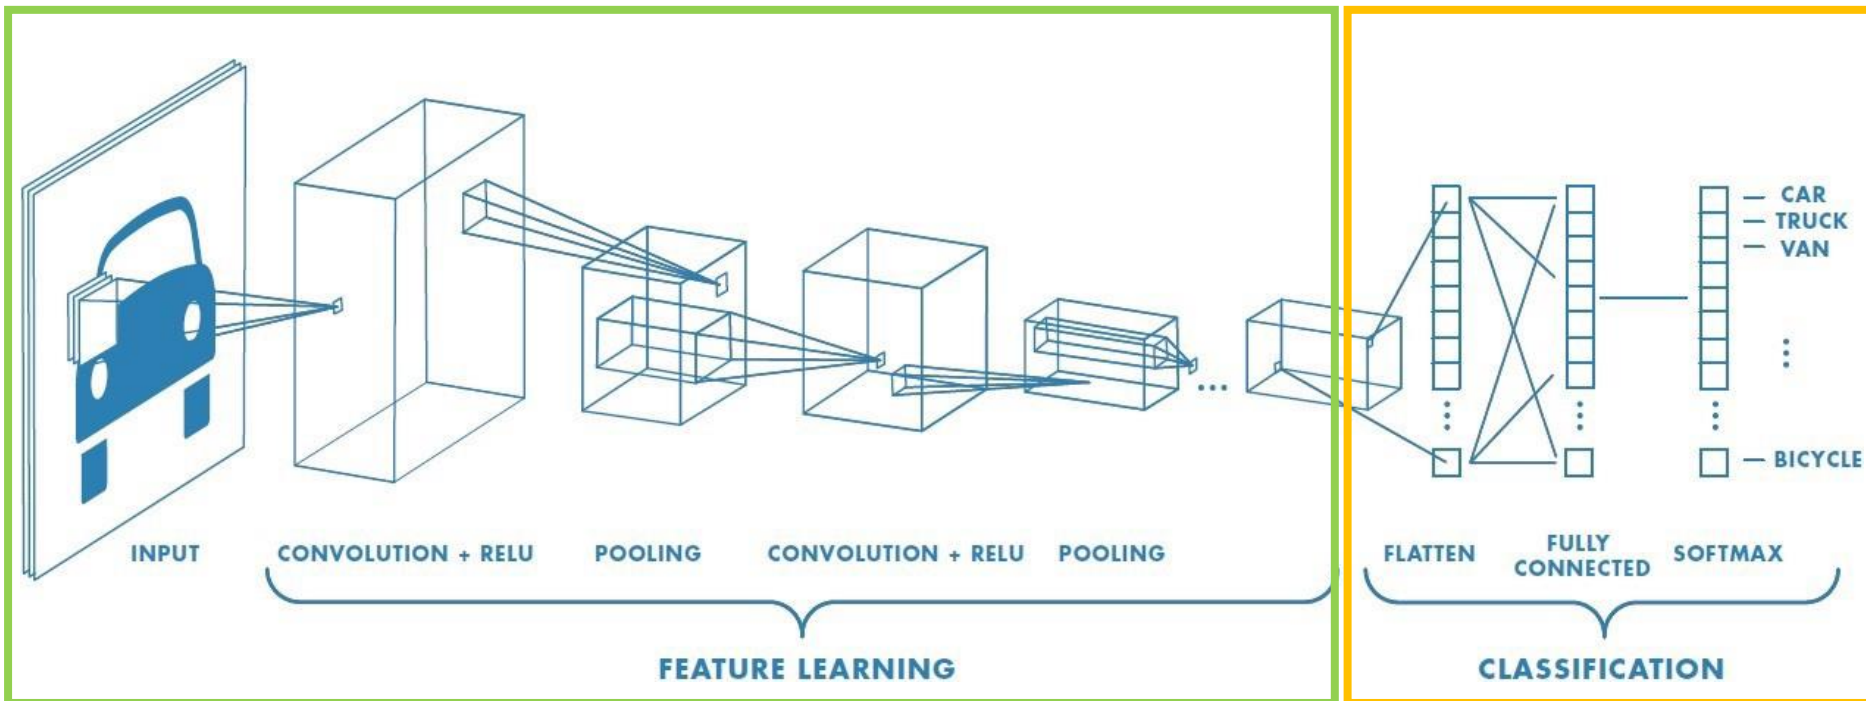 CAR
TRUCK
VAN
BICYCLE
INPUT
CONVOLUTION + RELU
POOLING
CONVOLUTION + RELU
POOLING
FLATTEN
FULLY
CONNECTED
SOFTMAX
FEATURE LEARNING
CLASSIFICATION